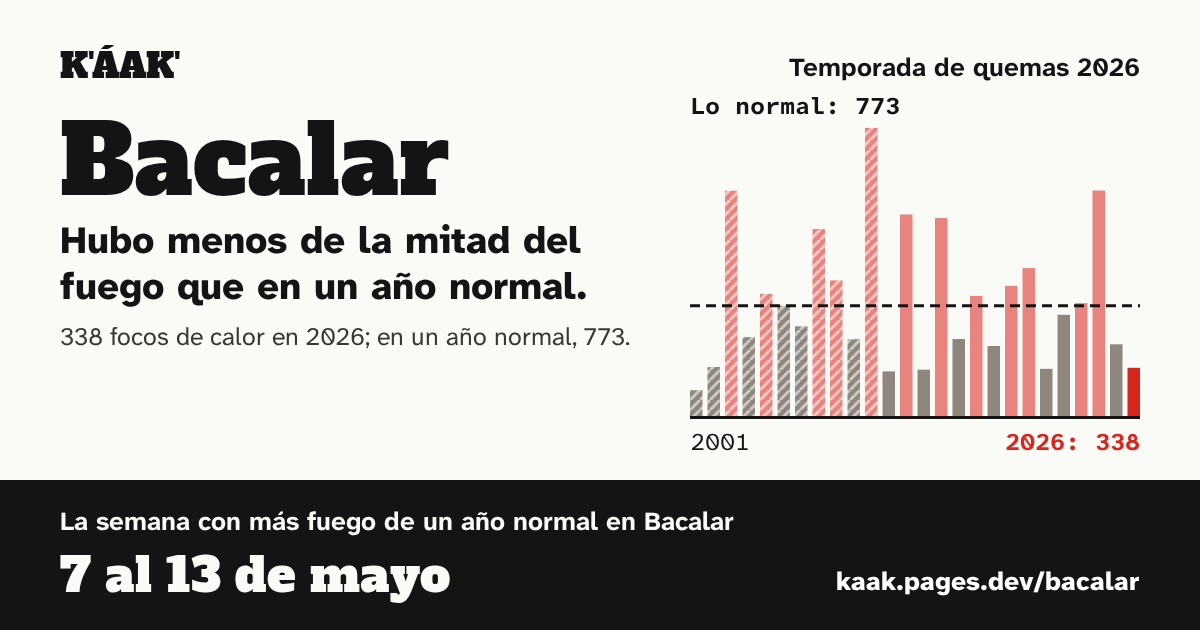 K'ÁAK'
Bacalar
Hubo menos de la mitad del
fuego que en un año normal.
338 focos de calor en 2026; en un año normal, 773.
Temporada de quemas 2026
Lo normal: 773
2001
2026: 338
La semana con más fuego de un año normal en Bacalar
7 al 13 de mayo
kaak.pages.dev/bacalar